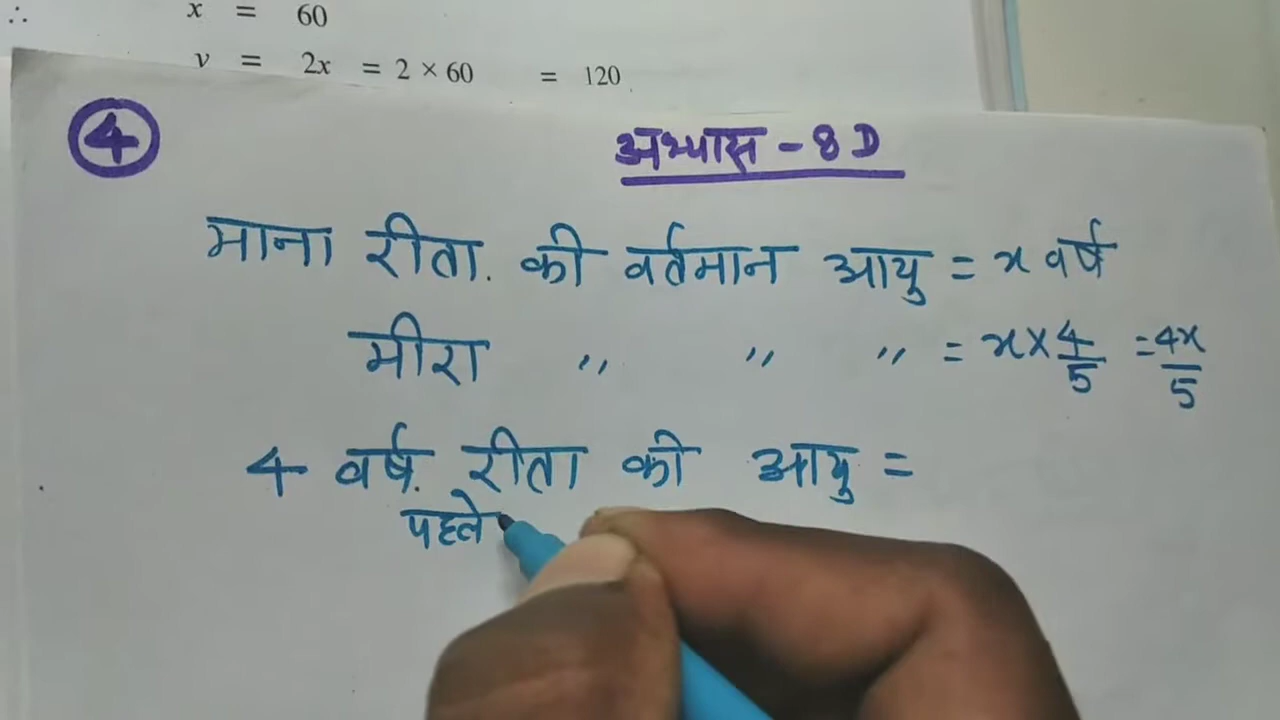 ∴ x = 60
v = 2x = 2 × 60 = 120
4
अभ्यास - 8 D
माना रीता. की वर्तमान आयु = x वर्ष
मीरा " " " = x × 4/5 = 4x/5
4 वर्ष. रीता की आयु =
पहले